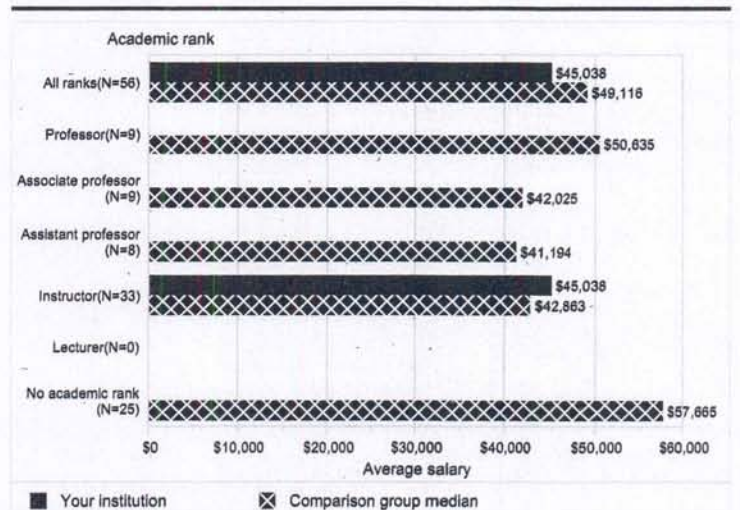 Academic rank
All ranks(N=56)
$45,038
$49,116
Professor(N=9)
$50,635
Associate professor
(N=9)
$42,025
Assistant professor
(N=8)
$41,194
Instructor(N=33)
$45,038
$42,863
Lecturer(N=0)
No academic rank
(N=25)
$57,665
$0 $10,000 $20,000 $30,000 $40,000 $50,000 $60,000
Average salary
Your institution Comparison group median